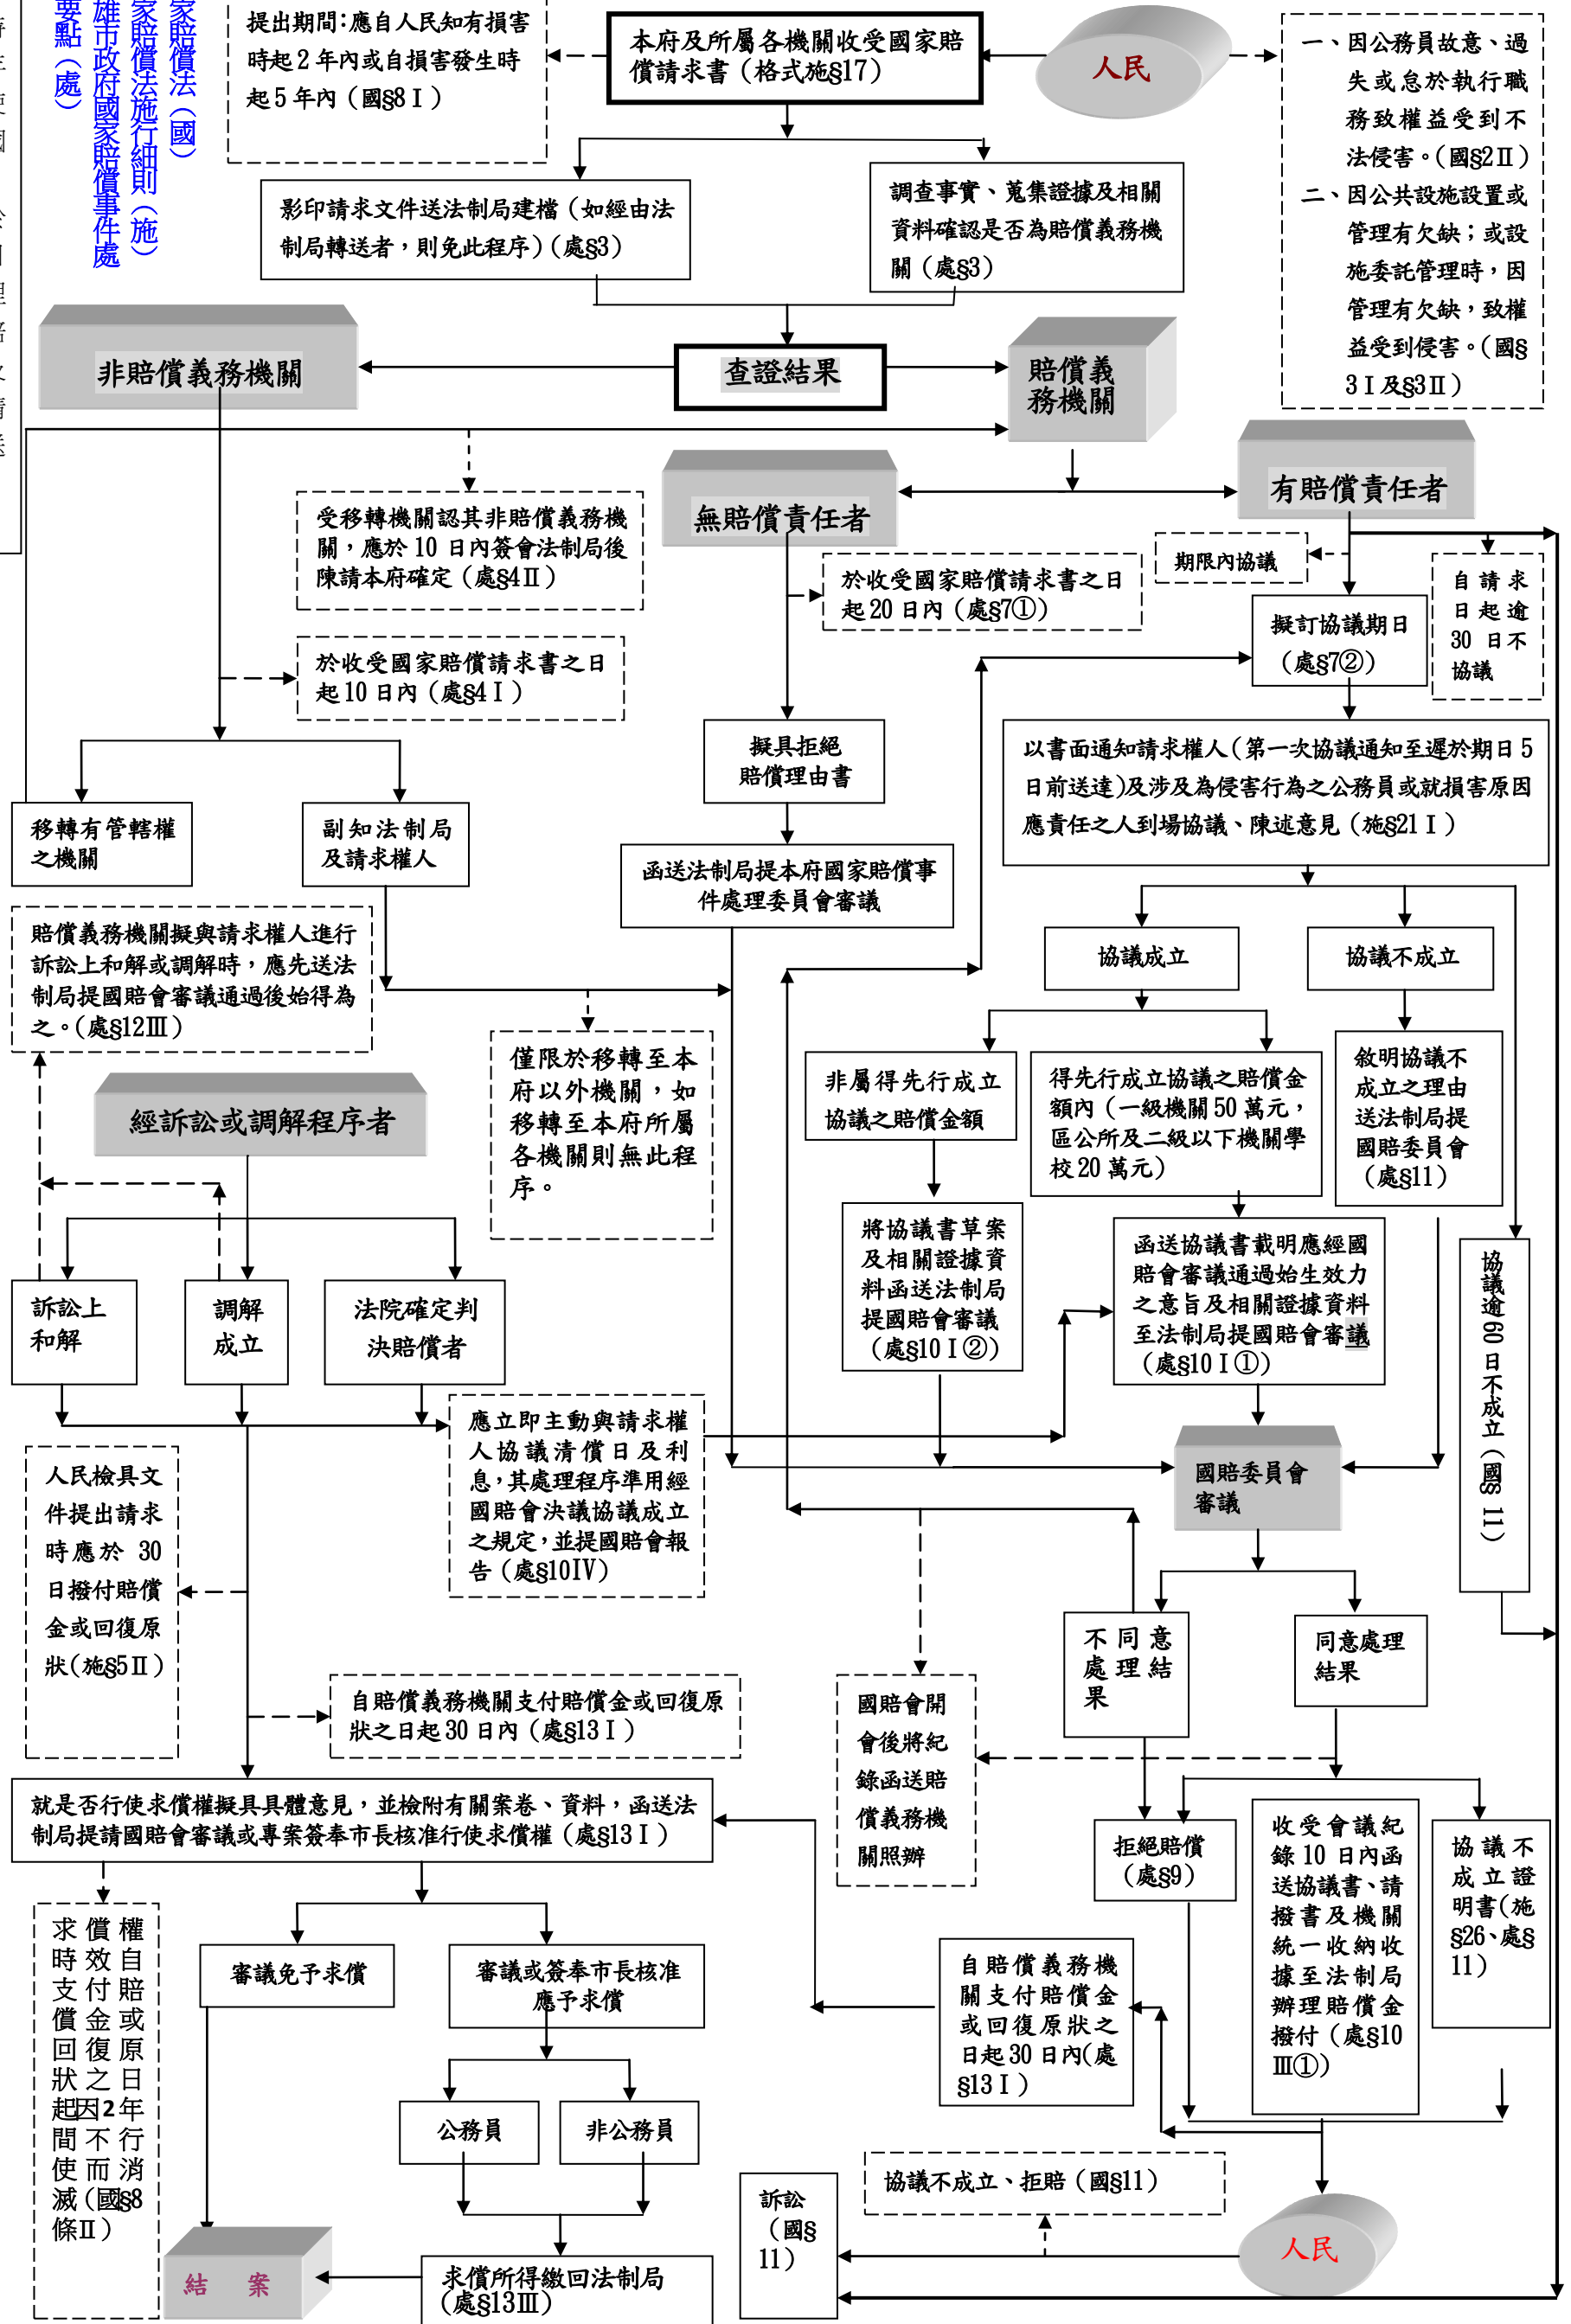 家賠償法（國）
家賠償法施行細則（施）
雄市政府國家賠償事件處
要點（處）
提出期間：應自人民知有損害
時起 2 年內或自損害發生時
起 5 年內（國§8Ⅰ）
本府及所屬各機關收受國家賠
償請求書（格式施§17）
人民
一、因公務員故意、過
失或怠於執行職
務致權益受到不
法侵害。（國§2Ⅱ）
二、因公共設施設置或
管理有欠缺；或設
施委託管理時，因
管理有欠缺，致權
益受到侵害。（國§
3Ⅰ及§3Ⅱ）
影印請求文件送法制局建檔（如經由法
制局轉送者，則免此程序）（處§3）
調查事實、蒐集證據及相關
資料確認是否為賠償義務機
關（處§3）
非賠償義務機關
查證結果
賠償義
務機關
無賠償責任者
有賠償責任者
受移轉機關認其非賠償義務機
關，應於 10 日內簽會法制局後
陳請本府確定（處§4Ⅱ）
於收受國家賠償請求書之日
起 20 日內（處§7①）
期限內協議
自請求
日起逾
30 日不
協議
擬訂協議期日
（處§7②）
於收受國家賠償請求書之日
起 10 日內（處§4Ⅰ）
擬具拒絕
賠償理由書
以書面通知請求權人（第一次協議通知至遲於期日 5
日前送達）及涉及為侵害行為之公務員或就損害原因
應責任之人到場協議、陳述意見（施§21Ⅰ）
移轉有管轄權
之機關
副知法制局
及請求權人
函送法制局提本府國家賠償事
件處理委員會審議
賠償義務機關擬與請求權人進行
訴訟上和解或調解時，應先送法
制局提國賠會審議通過後始得為
之。（處§12Ⅲ）
協議成立
協議不成立
僅限於移轉至本
府以外機關，如
移轉至本府所屬
各機關則無此程
序。
非屬得先行成立
協議之賠償金額
得先行成立協議之賠償金
額內（一級機關 50 萬元，
區公所及二級以下機關學
校 20 萬元）
敘明協議不
成立之理由
送法制局提
國賠委員會
（處§11）
經訴訟或調解程序者
將協議書草案
及相關證據資
料函送法制局
提國賠會審議
（處§10Ⅰ②）
函送協議書載明應經國
賠會審議通過始生效力
之意旨及相關證據資料
至法制局提國賠會審議
（處§10Ⅰ①）
協議逾 60 日不成立（國§11）
訴訟上
和解
調解
成立
法院確定判
決賠償者
應立即主動與請求權
人協議清償日及利
息，其處理程序準用經
國賠會決議協議成立
之規定，並提國賠會報
告（處§10IV）
國賠委員會
審議
人民檢具文
件提出請求
時應於 30
日撥付賠償
金或回復原
狀（施§5Ⅱ）
不同意
處理結
果
同意處理
結果
自賠償義務機關支付賠償金或回復原
狀之日起 30 日內（處§13Ⅰ）
國賠會開
會後將紀
錄函送賠
償義務機
關照辦
就是否行使求償權擬具具體意見，並檢附有關案卷、資料，函送法
制局提請國賠會審議或專案簽奉市長核准行使求償權（處§13Ⅰ）
拒絕賠償
（處§9）
收受會議紀
錄 10 日內函
送協議書、請
撥書及機關
統一收納收
據至法制局
辦理賠償金
撥付（處§10
Ⅲ①）
協議不
成立證
明書（施
§26、處§
11）
求償權
時效自
支付賠
償金或
回復原
狀之日
起因2年
間不行
使而消
滅（國§8
條Ⅱ）
審議免予求償
審議或簽奉市長核准
應予求償
自賠償義務機
關支付賠償金
或回復原狀之
日起 30 日內（處
§13Ⅰ）
公務員
非公務員
協議不成立、拒賠（國§11）
訴訟
（國§
11）
人民
結 案
求償所得繳回法制局
（處§13Ⅲ）